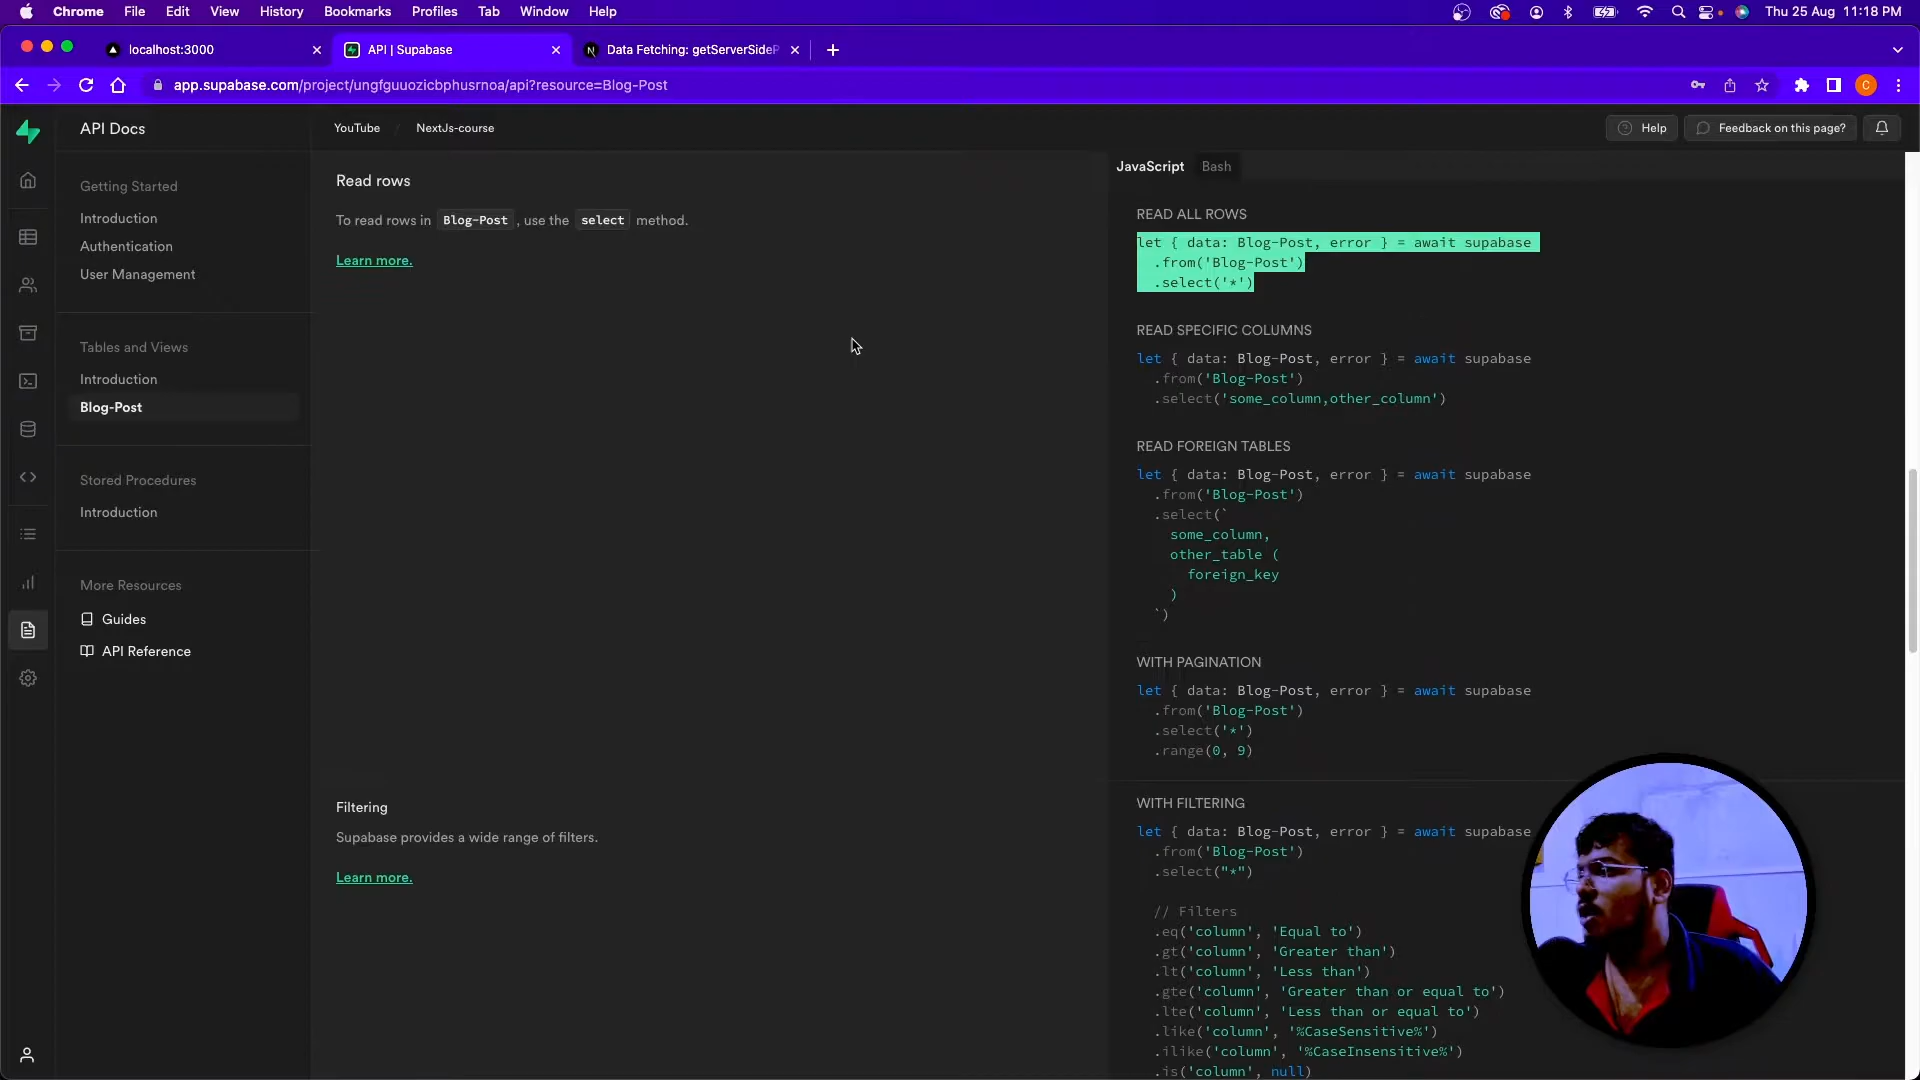 Chrome File Edit View History Bookmarks Profiles Tab Window Help
Thu 25 Aug 11:18 PM
localhost:3000
API | Supabase
Data Fetching: getServerSideP
app.supabase.com/project/ungfguuozicbphusrnoa/api?resource=Blog-Post
C
API Docs
YouTube / NextJs-course
Help
Feedback on this page?
Getting Started
Introduction
Authentication
User Management
Tables and Views
Introduction
Blog-Post
Stored Procedures
Introduction
More Resources
Guides
API Reference
Read rows
To read rows in Blog-Post, use the select method.
Learn more.
Filtering
Supabase provides a wide range of filters.
Learn more.
JavaScript Bash
READ ALL ROWS
let { data: Blog-Post, error } = await supabase
.from('Blog-Post')
.select('*')
READ SPECIFIC COLUMNS
let { data: Blog-Post, error } = await supabase
.from('Blog-Post')
.select('some_column,other_column')
READ FOREIGN TABLES
let { data: Blog-Post, error } = await supabase
.from('Blog-Post')
.select(`
some_column,
other_table (
foreign_key
)
`)
WITH PAGINATION
let { data: Blog-Post, error } = await supabase
.from('Blog-Post')
.select('*')
.range(0, 9)
WITH FILTERING
let { data: Blog-Post, error } = await supabase
.from('Blog-Post')
.select("*")
// Filters
.eq('column', 'Equal to')
.gt('column', 'Greater than')
.lt('column', 'Less than')
.gte('column', 'Greater than or equal to')
.lte('column', 'Less than or equal to')
.like('column', '%CaseSensitive%')
.ilike('column', '%CaseInsensitive%')
.is('column', null)